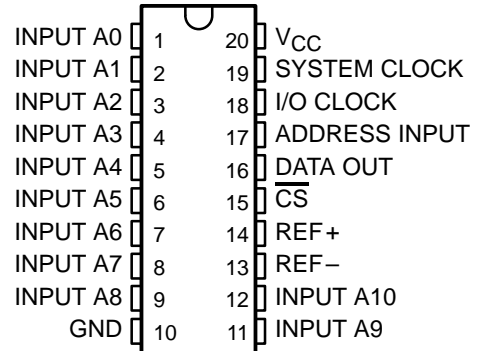 INPUT A0 1 20 VCC
INPUT A1 2 19 SYSTEM CLOCK
INPUT A2 3 18 I/O CLOCK
INPUT A3 4 17 ADDRESS INPUT
INPUT A4 5 16 DATA OUT
INPUT A5 6 15 C̅S̅
INPUT A6 7 14 REF+
INPUT A7 8 13 REF–
INPUT A8 9 12 INPUT A10
GND 10 11 INPUT A9